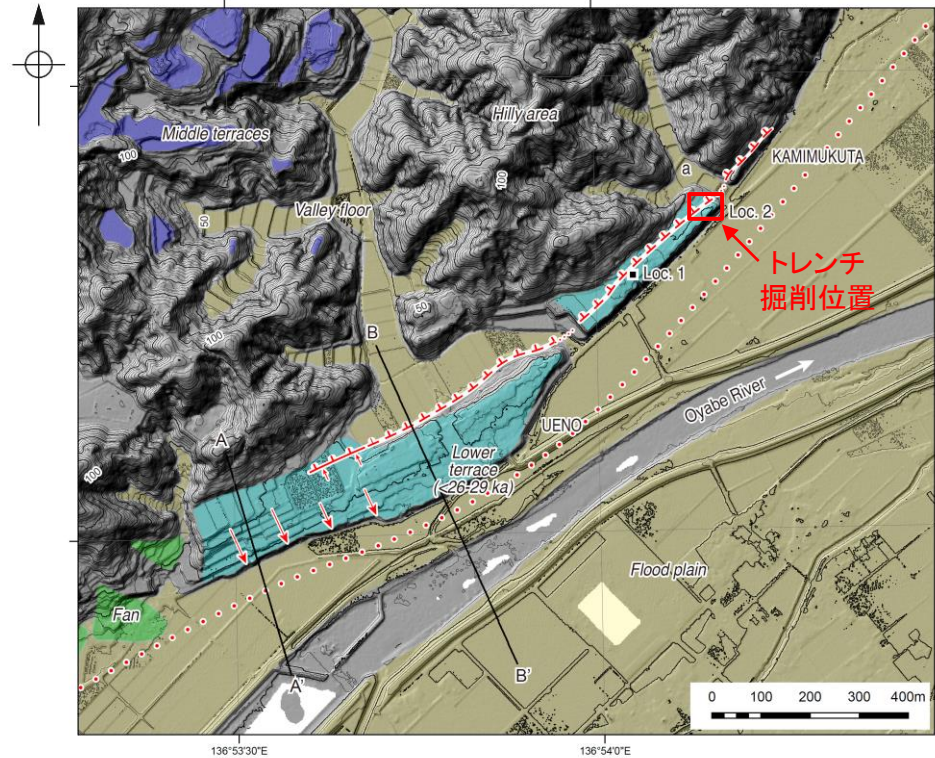 Middle terraces
Hilly area
100
KAMIMUKUTA
a
100
50
Valley floor
Loc. 2
Loc. 1
トレンチ
掘削位置
50
100
B
Oyabe River
UENO
A
Lower
terrace
(<26-29 ka)
100
Flood plain
Fan
A'
B'
0 100 200 300 400m
136°53'30"E
136°54'0"E